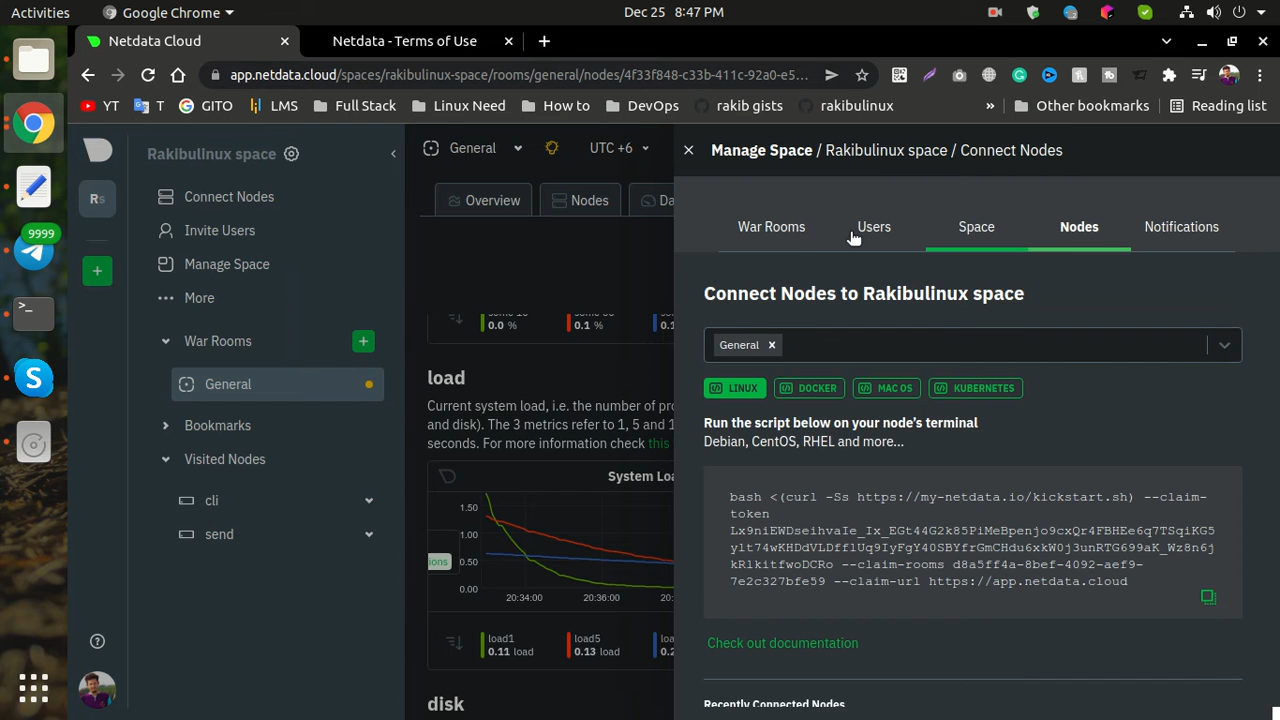 Activities
Google Chrome
Dec 25 8:47 PM
Netdata Cloud
Netdata - Terms of Use
app.netdata.cloud/spaces/rakibulinux-space/rooms/general/nodes/4f33f848-c33b-411c-92a0-e5...
YT
T
GITO
LMS
Full Stack
Linux Need
How to
DevOps
rakib gists
rakibulinux
»
Other bookmarks
Reading list
9999
Rs
Rakibulinux space
Connect Nodes
Invite Users
Manage Space
More
War Rooms
General
Bookmarks
Visited Nodes
cli
send
General
UTC +6
Overview
Nodes
Da
0.0 %
0.1 %
load
Current system load, i.e. the number of pro
and disk). The 3 metrics refer to 1, 5 and 1
seconds. For more information check this
System Loa
1.50
1.00
0.50
0.00
ions
20:34:00
20:36:00
20:
load1
0.11 load
load5
0.13 load
loa
0.2
disk
Manage Space / Rakibulinux space / Connect Nodes
War Rooms
Users
Space
Nodes
Notifications
Connect Nodes to Rakibulinux space
General
LINUX
DOCKER
MAC OS
KUBERNETES
Run the script below on your node's terminal
Debian, CentOS, RHEL and more...
bash <(curl -Ss https://my-netdata.io/kickstart.sh) --claim-
token
Lx9niEWDseihvaIe_Ix_EGt44G2k85PiMeBpenjo9cxQr4FBHEe6q7TSqiKG5
ylt74wKHDdVLDff1Uq9IyFgY40SBYfrGmCHdu6xkW0j3unRTG699aK_Wz8n6j
kRlkitfwoDCRo --claim-rooms d8a5ff4a-8bef-4092-aef9-
7e2c327bfe59 --claim-url https://app.netdata.cloud
Check out documentation
Recently Connected Nodes